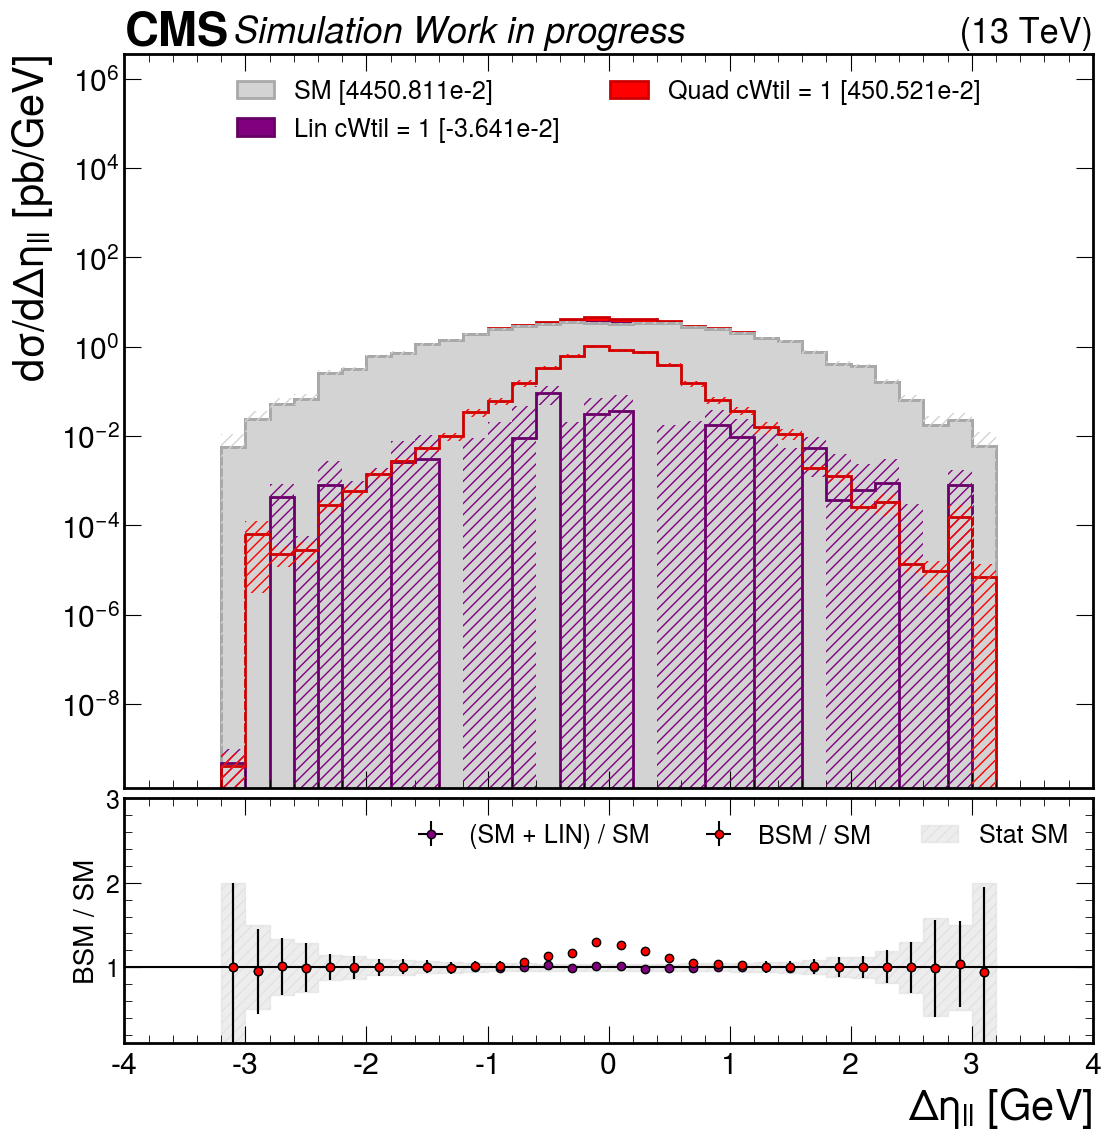 CMS Simulation Work in progress (13 TeV)
SM [4450.811e-2] Quad cWtil = 1 [450.521e-2]
Lin cWtil = 1 [-3.641e-2]
dσ/dΔη_ll [pb/GeV]
10^6
10^4
10^2
10^0
10^−2
10^−4
10^−6
10^−8
(SM + LIN) / SM BSM / SM Stat SM
BSM / SM
3
2
1
-4 -3 -2 -1 0 1 2 3 4
Δη_ll [GeV]